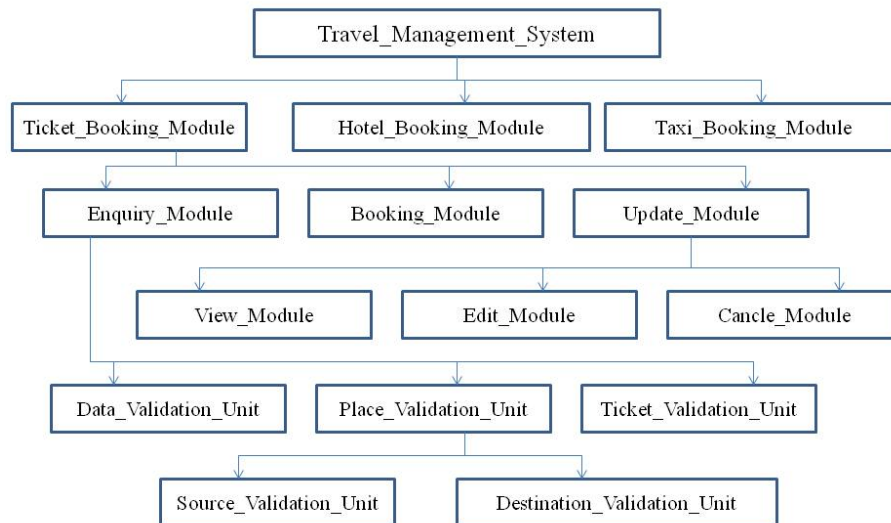 Travel_Management_System
Ticket_Booking_Module
Hotel_Booking_Module
Taxi_Booking_Module
Enquiry_Module
Booking_Module
Update_Module
View_Module
Edit_Module
Cancle_Module
Data_Validation_Unit
Place_Validation_Unit
Ticket_Validation_Unit
Source_Validation_Unit
Destination_Validation_Unit